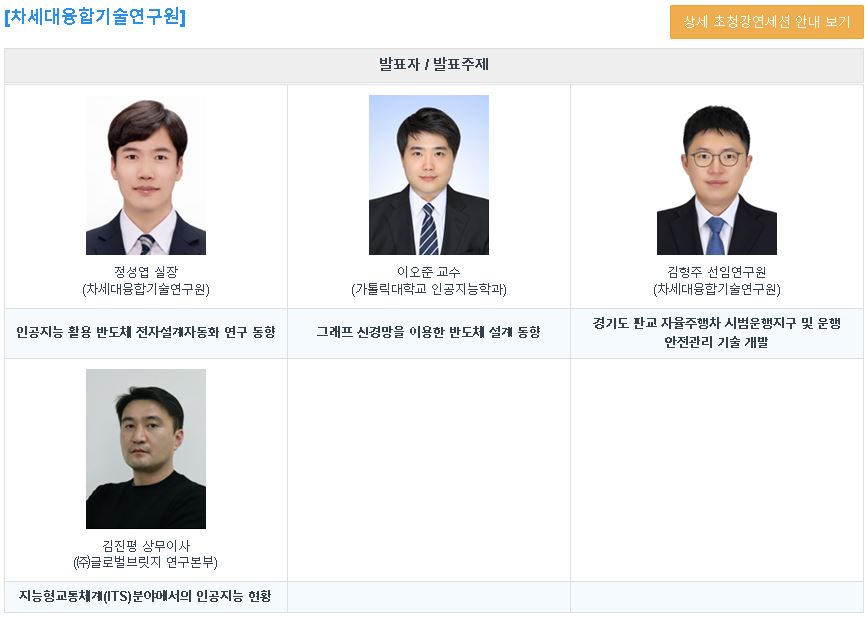 [차세대융합기술연구원]
상세 초청강연세션 안내 보기
발표자 / 발표주제
정성엽 실장
(차세대융합기술연구원)
이오준 교수
(가톨릭대학교 인공지능학과)
김형주 선임연구원
(차세대융합기술연구원)
인공지능 활용 반도체 전자설계자동화 연구 동향
그래프 신경망을 이용한 반도체 설계 동향
경기도 판교 자율주행차 시범운행지구 및 운행
안전관리 기술 개발
김진평 상무이사
(㈜글로벌브릿지 연구본부)
지능형교통체계(ITS)분야에서의 인공지능 현황